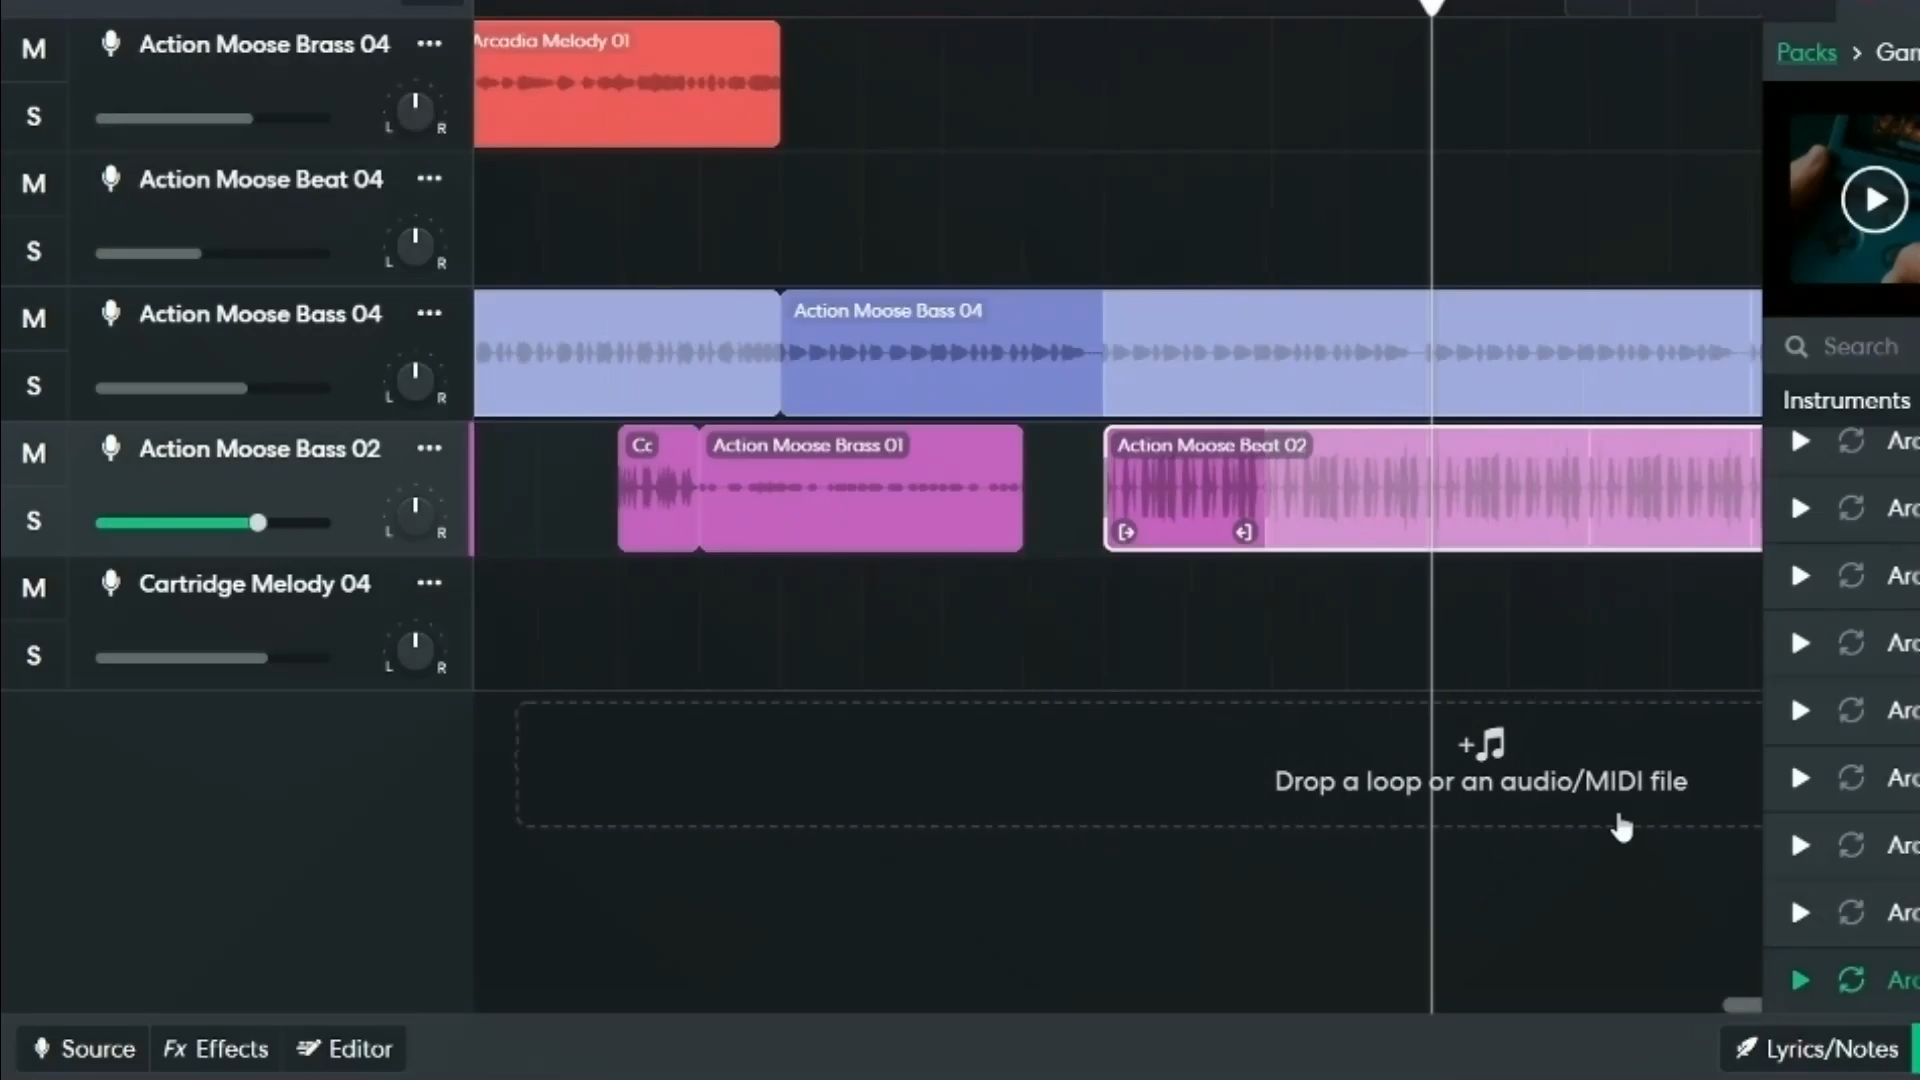 M
Action Moose Brass 04
S
L
R
M
Action Moose Beat 04
S
L
R
M
Action Moose Bass 04
S
L
R
M
Action Moose Bass 02
S
L
R
M
Cartridge Melody 04
S
L
R
Arcadia Melody 01
Action Moose Bass 04
Action Moose Brass 01
Action Moose Beat 02
Drop a loop or an audio/MIDI file
Packs >
Search
Instruments
Source
Fx Effects
Editor
Lyrics/Notes